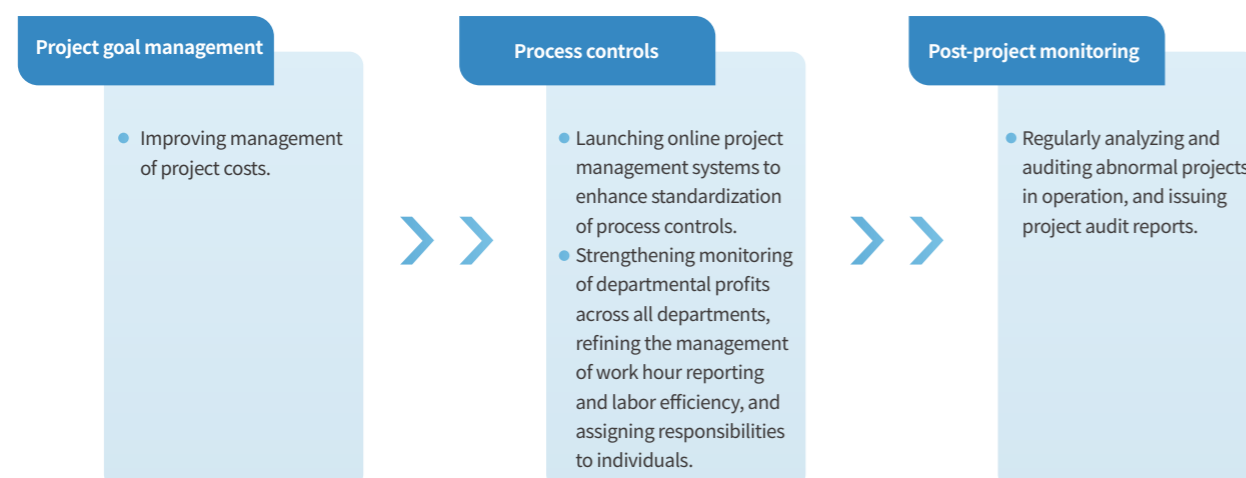 Project goal management
Improving management
of project costs.
Process controls
Launching online project
management systems to
enhance standardization
of process controls.
Strengthening monitoring
of departmental profits
across all departments,
refining the management
of work hour reporting
and labor efficiency, and
assigning responsibilities
to individuals.
Post-project monitoring
Regularly analyzing and
auditing abnormal projects
in operation, and issuing
project audit reports.